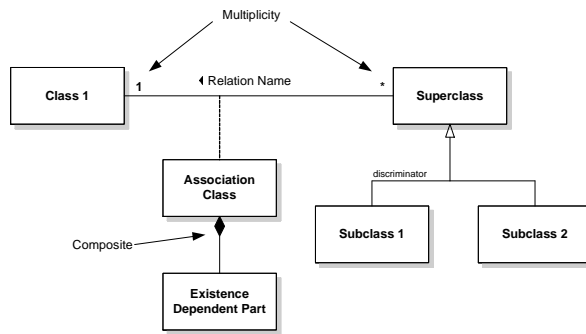 Multiplicity
Class 1
1
Relation Name
*
Superclass
discriminator
Association
Class
Subclass 1
Subclass 2
Composite
Existence
Dependent Part